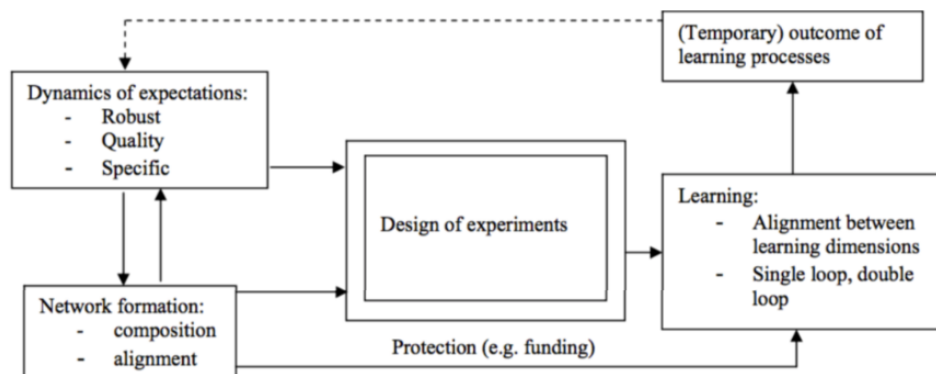 (Temporary) outcome of
learning processes
Dynamics of expectations:
- Robust
- Quality
- Specific
Design of experiments
Learning:
- Alignment between
learning dimensions
- Single loop, double
loop
Network formation:
- composition
- alignment
Protection (e.g. funding)